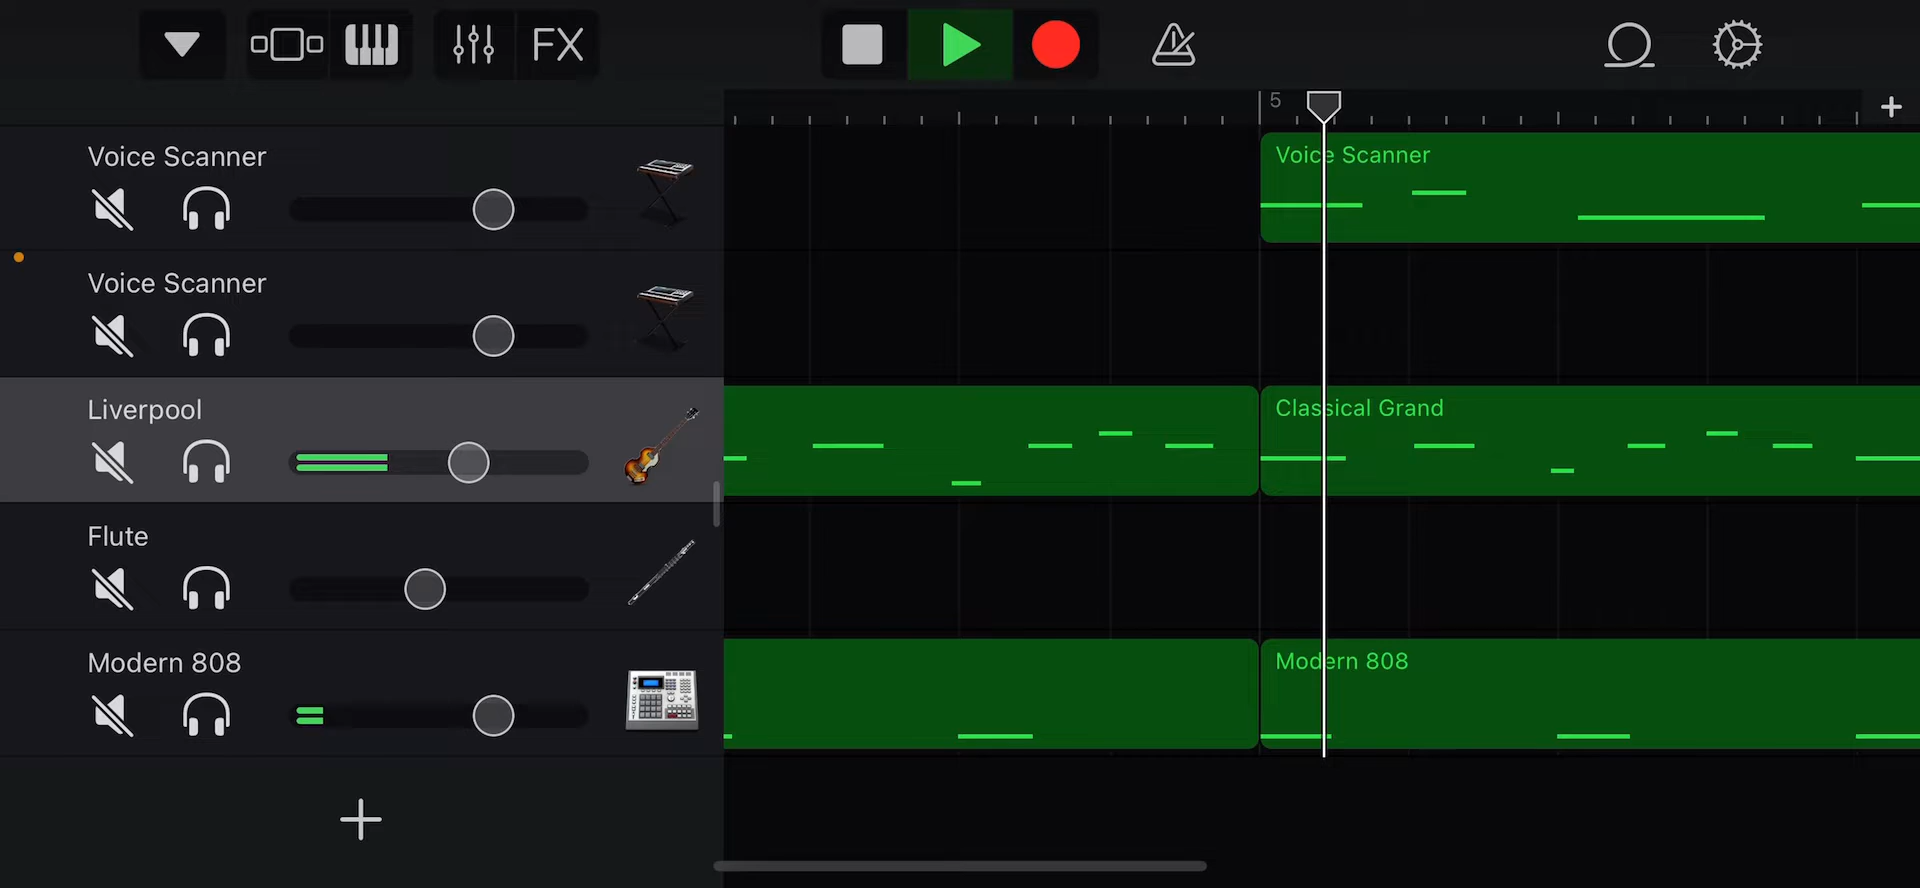 FX
5
Voice Scanner
Voice Scanner
Voice Scanner
Liverpool
Classical Grand
Flute
Modern 808
Modern 808